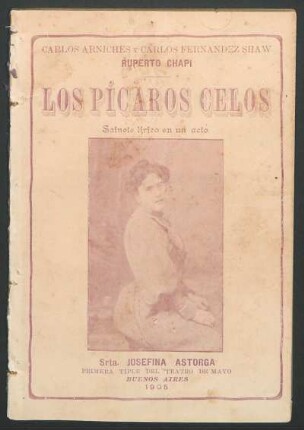 CARLOS ARNICHES Y CARLOS FERNANDEZ SHAW
RUPERTO CHAPI
LOS PÍCAROS CELOS
Sainete lírico en un acto
Srta. JOSEFINA ASTORGA
PRIMERA TIPLE DEL TEATRO DE MAYO
BUENOS AIRES
1905